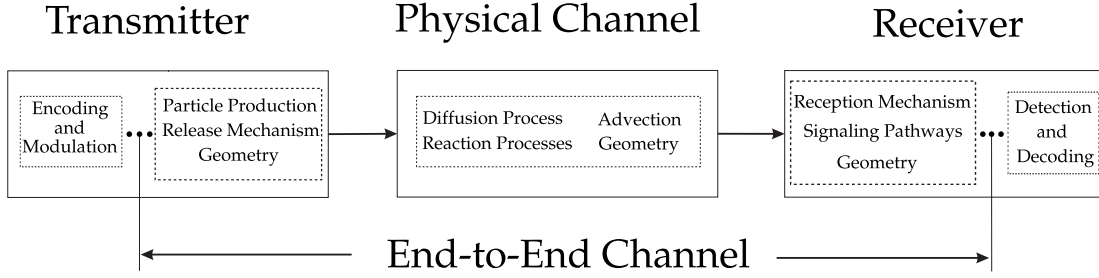 Transmitter
Physical Channel
Receiver
Encoding
and
Modulation
Particle Production
Release Mechanism
Geometry
Diffusion Process
Reaction Processes
Advection
Geometry
Reception Mechanism
Signaling Pathways
Geometry
Detection
and
Decoding
End-to-End Channel